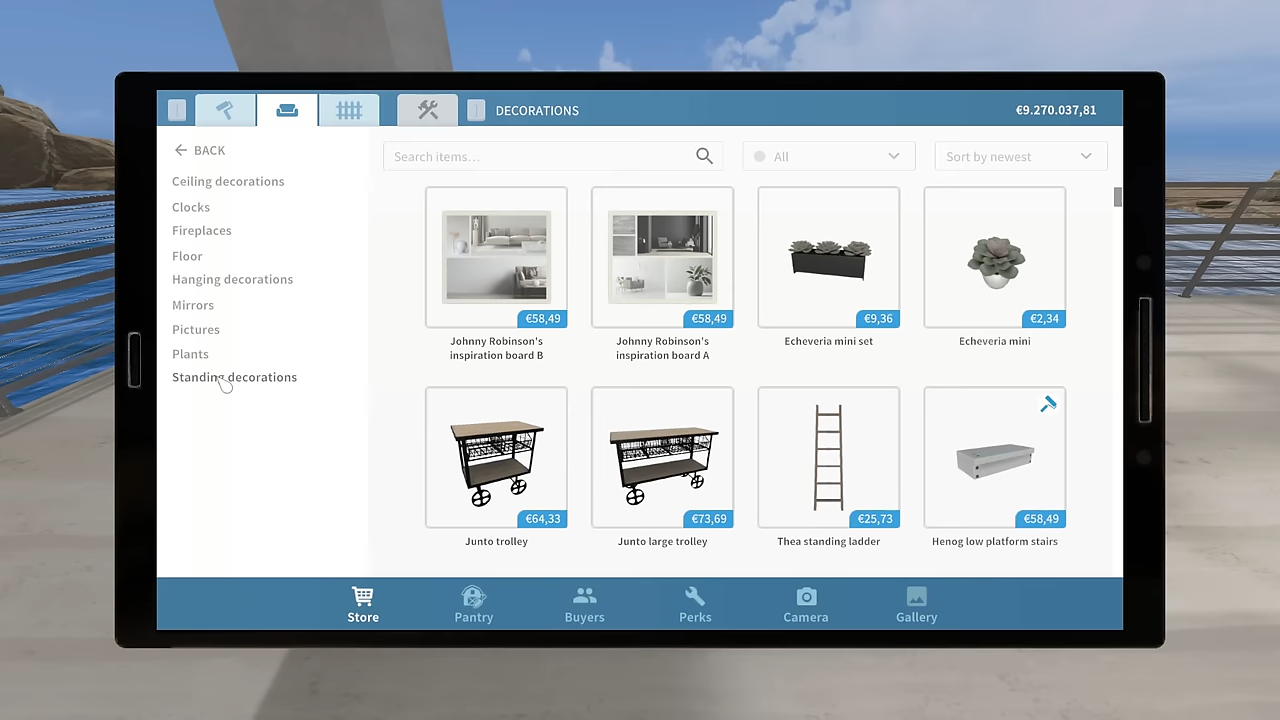 DECORATIONS
€9.270.037,81
BACK
Search items...
All
Sort by newest
Ceiling decorations
Clocks
Fireplaces
Floor
Hanging decorations
Mirrors
Pictures
Plants
Standing decorations
€58,49
€58,49
€9,36
€2,34
Johnny Robinson's
inspiration board B
Johnny Robinson's
inspiration board A
Echeveria mini set
Echeveria mini
€64,33
€73,69
€25,73
€58,49
Junto trolley
Junto large trolley
Thea standing ladder
Henog low platform stairs
Store
Pantry
Buyers
Perks
Camera
Gallery